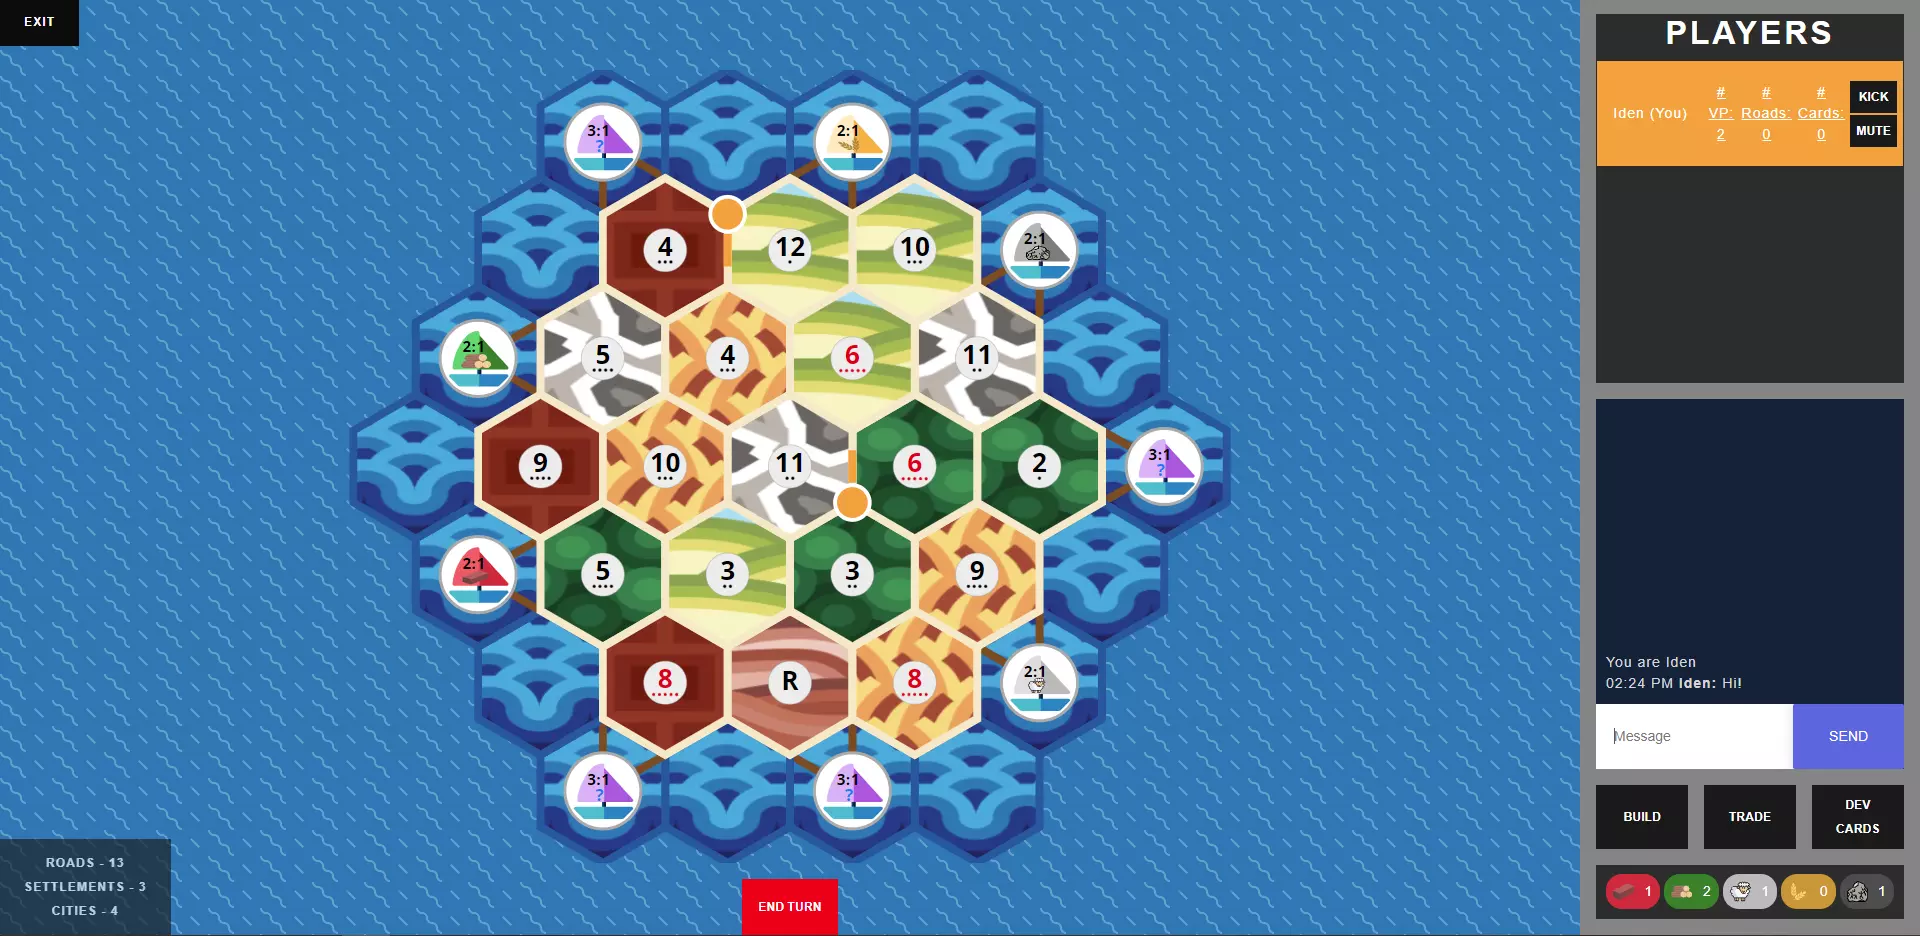 EXIT
PLAYERS
Iden (You)
# VP: 2
# Roads: 0
# Cards: 0
KICK
MUTE
3:1 ?
2:1
4
12
10
2:1
2:1
5
4
6
11
9
10
11
6
2
3:1 ?
2:1
5
3
3
9
8
R
8
2:1
3:1 ?
3:1 ?
You are Iden
02:24 PM Iden: Hi!
Message
SEND
BUILD
TRADE
DEV
CARDS
ROADS - 13
SETTLEMENTS - 3
CITIES - 4
END TURN
1 2 1 0 1